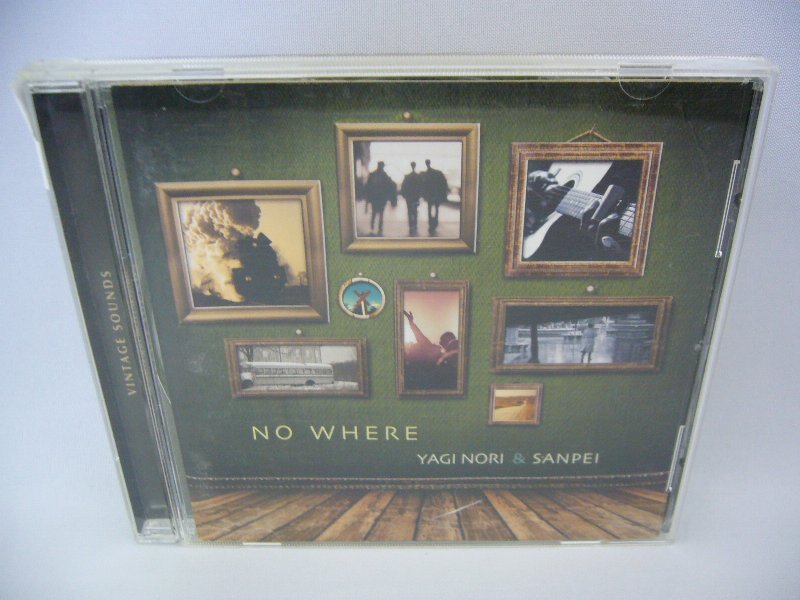 VINTAGE SOUNDS
NO WHERE
YAGI NORI & SANPEI